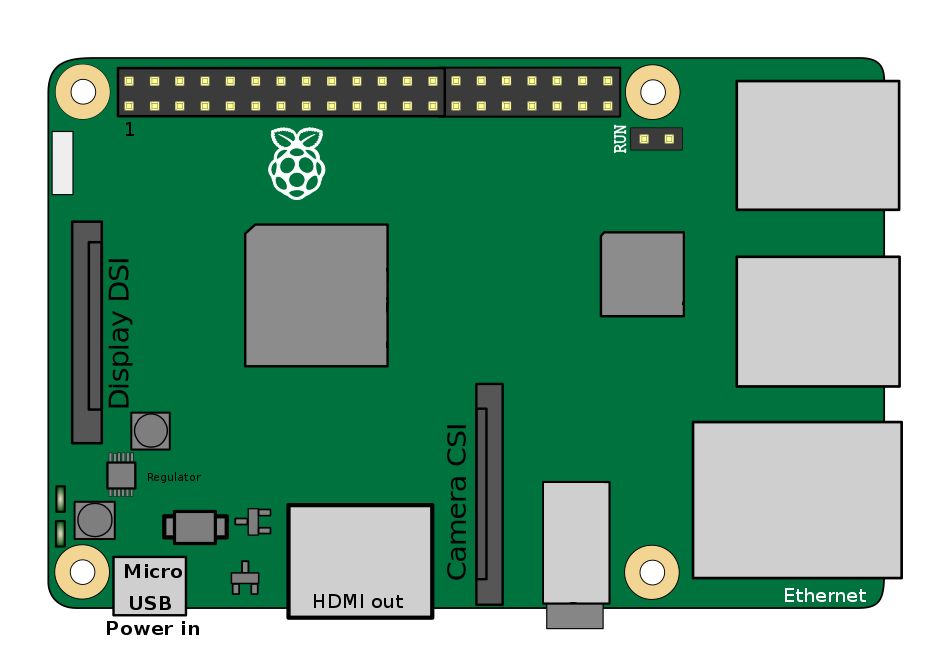 1
RUN
Display DSI
Regulator
Camera CSI
Micro
USB
Power in
HDMI out
Ethernet